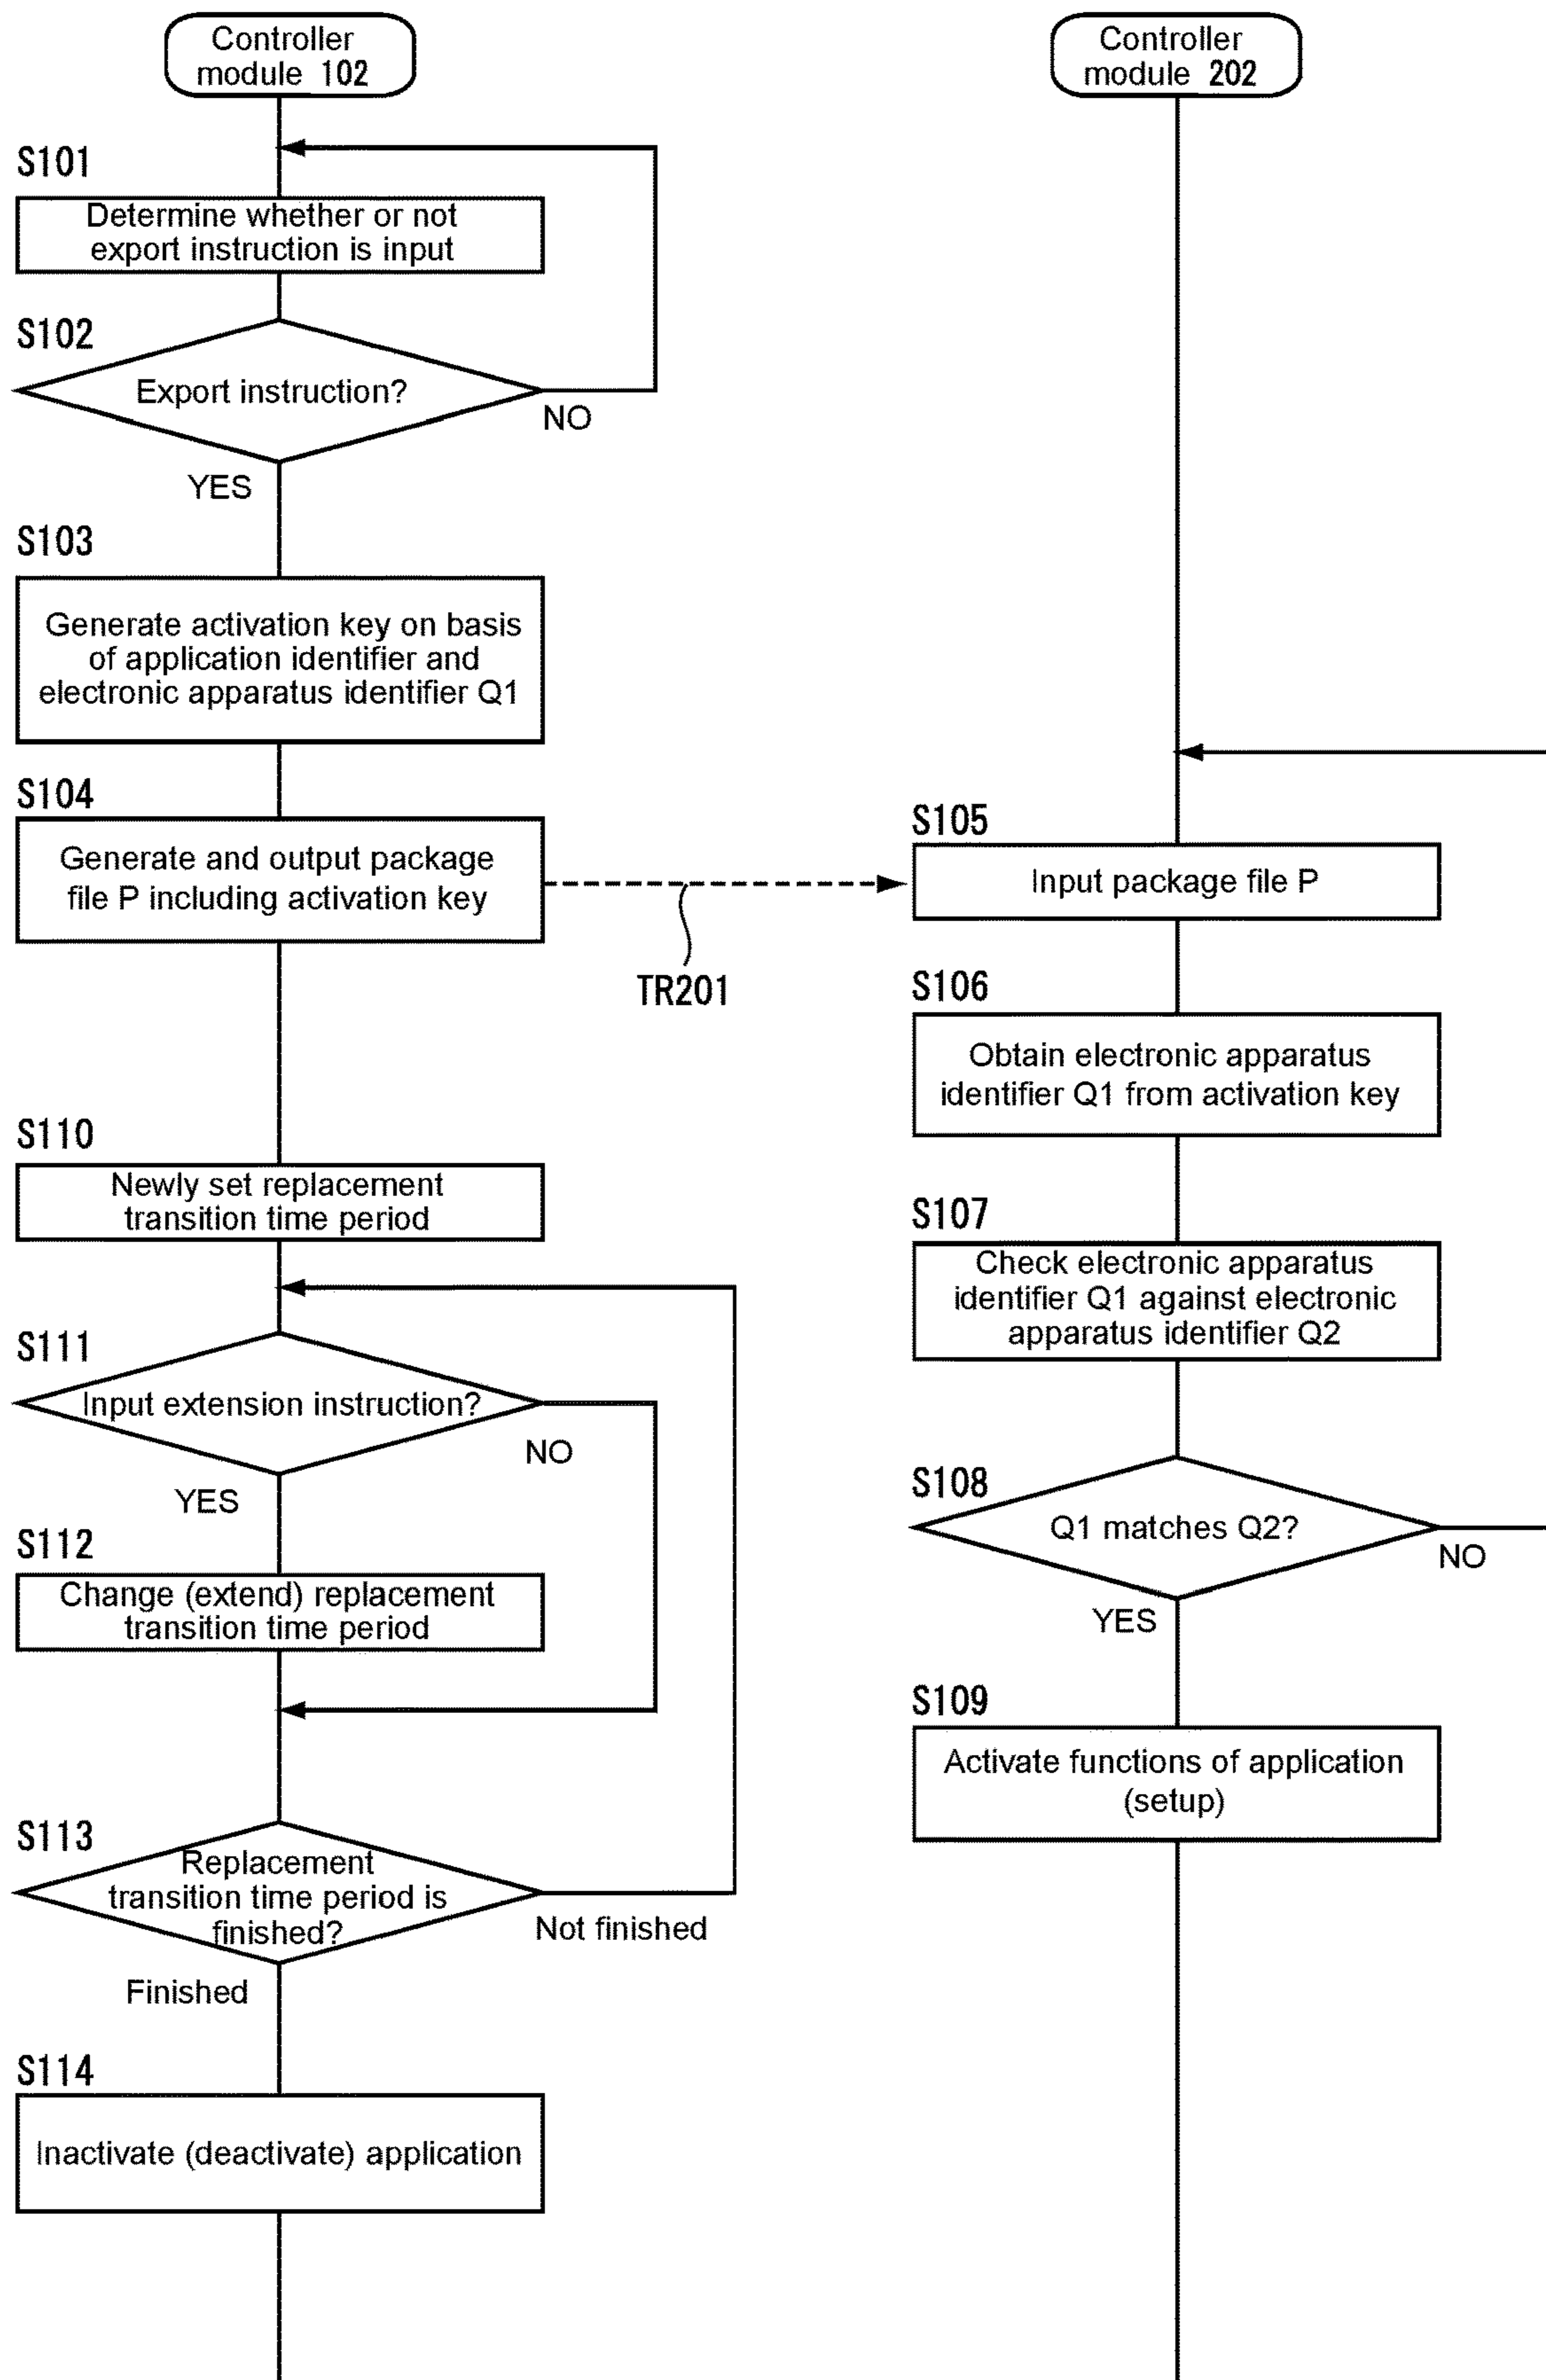 Controller
module 102
S101
Determine whether or not
export instruction is input
S102
Export instruction?
NO
YES
S103
Generate activation key on basis
of application identifier and
electronic apparatus identifier Q1
S104
Generate and output package
file P including activation key
TR201
S110
Newly set replacement
transition time period
S111
Input extension instruction?
NO
YES
S112
Change (extend) replacement
transition time period
S113
Replacement
transition time period is
finished?
Not finished
Finished
S114
Inactivate (deactivate) application
Controller
module 202
S105
Input package file P
S106
Obtain electronic apparatus
identifier Q1 from activation key
S107
Check electronic apparatus
identifier Q1 against electronic
apparatus identifier Q2
S108
Q1 matches Q2?
NO
YES
S109
Activate functions of application
(setup)